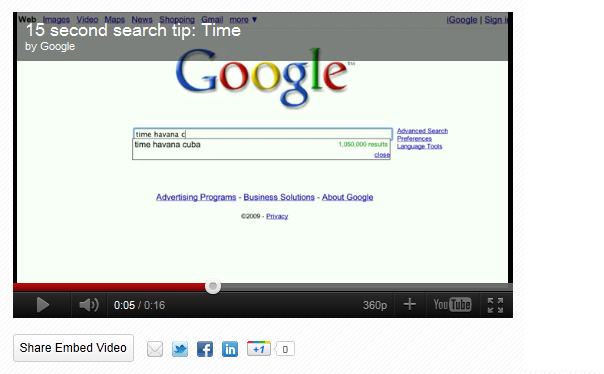 Web Images Video Maps News Shopping Gmail more ▼ iGoogle | Sign i
15 second search tip: Time
by Google
Google™
time havana c
time havana cuba 1,050,000 results
close
Advanced Search
Preferences
Language Tools
Advertising Programs - Business Solutions - About Google
©2009 - Privacy
0:05 / 0:16 360p YouTube
Share Embed Video in +1 0